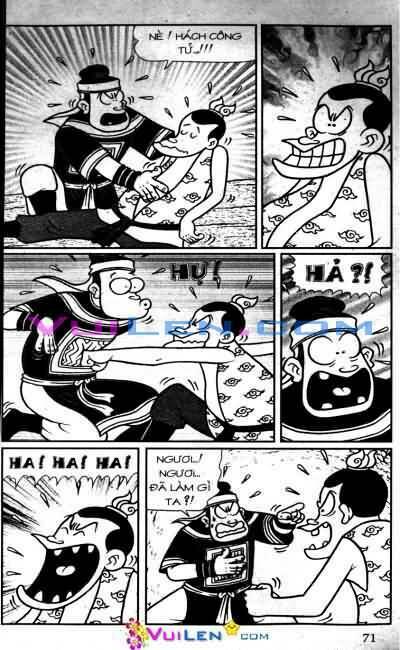 NÈ! HÁCH CÔNG
TỬ...!!!
HỰ!
HẢ?!
VUILEN.COM
HA! HA! HA!
NGƯƠI..!
NGƯƠI...
ĐÃ LÀM GÌ
TA?!
71
VUILEN.COM